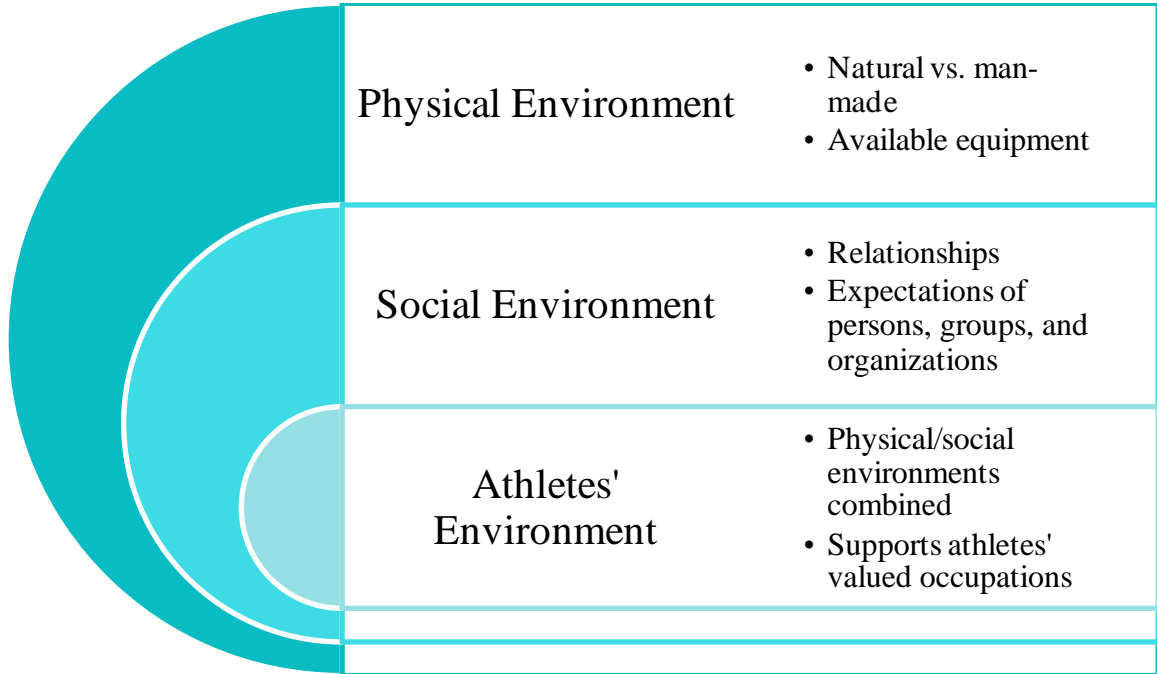 Physical Environment
• Natural vs. man-
made
• Available equipment
Social Environment
• Relationships
• Expectations of
persons, groups, and
organizations
Athletes'
Environment
• Physical/social
environments
combined
• Supports athletes'
valued occupations